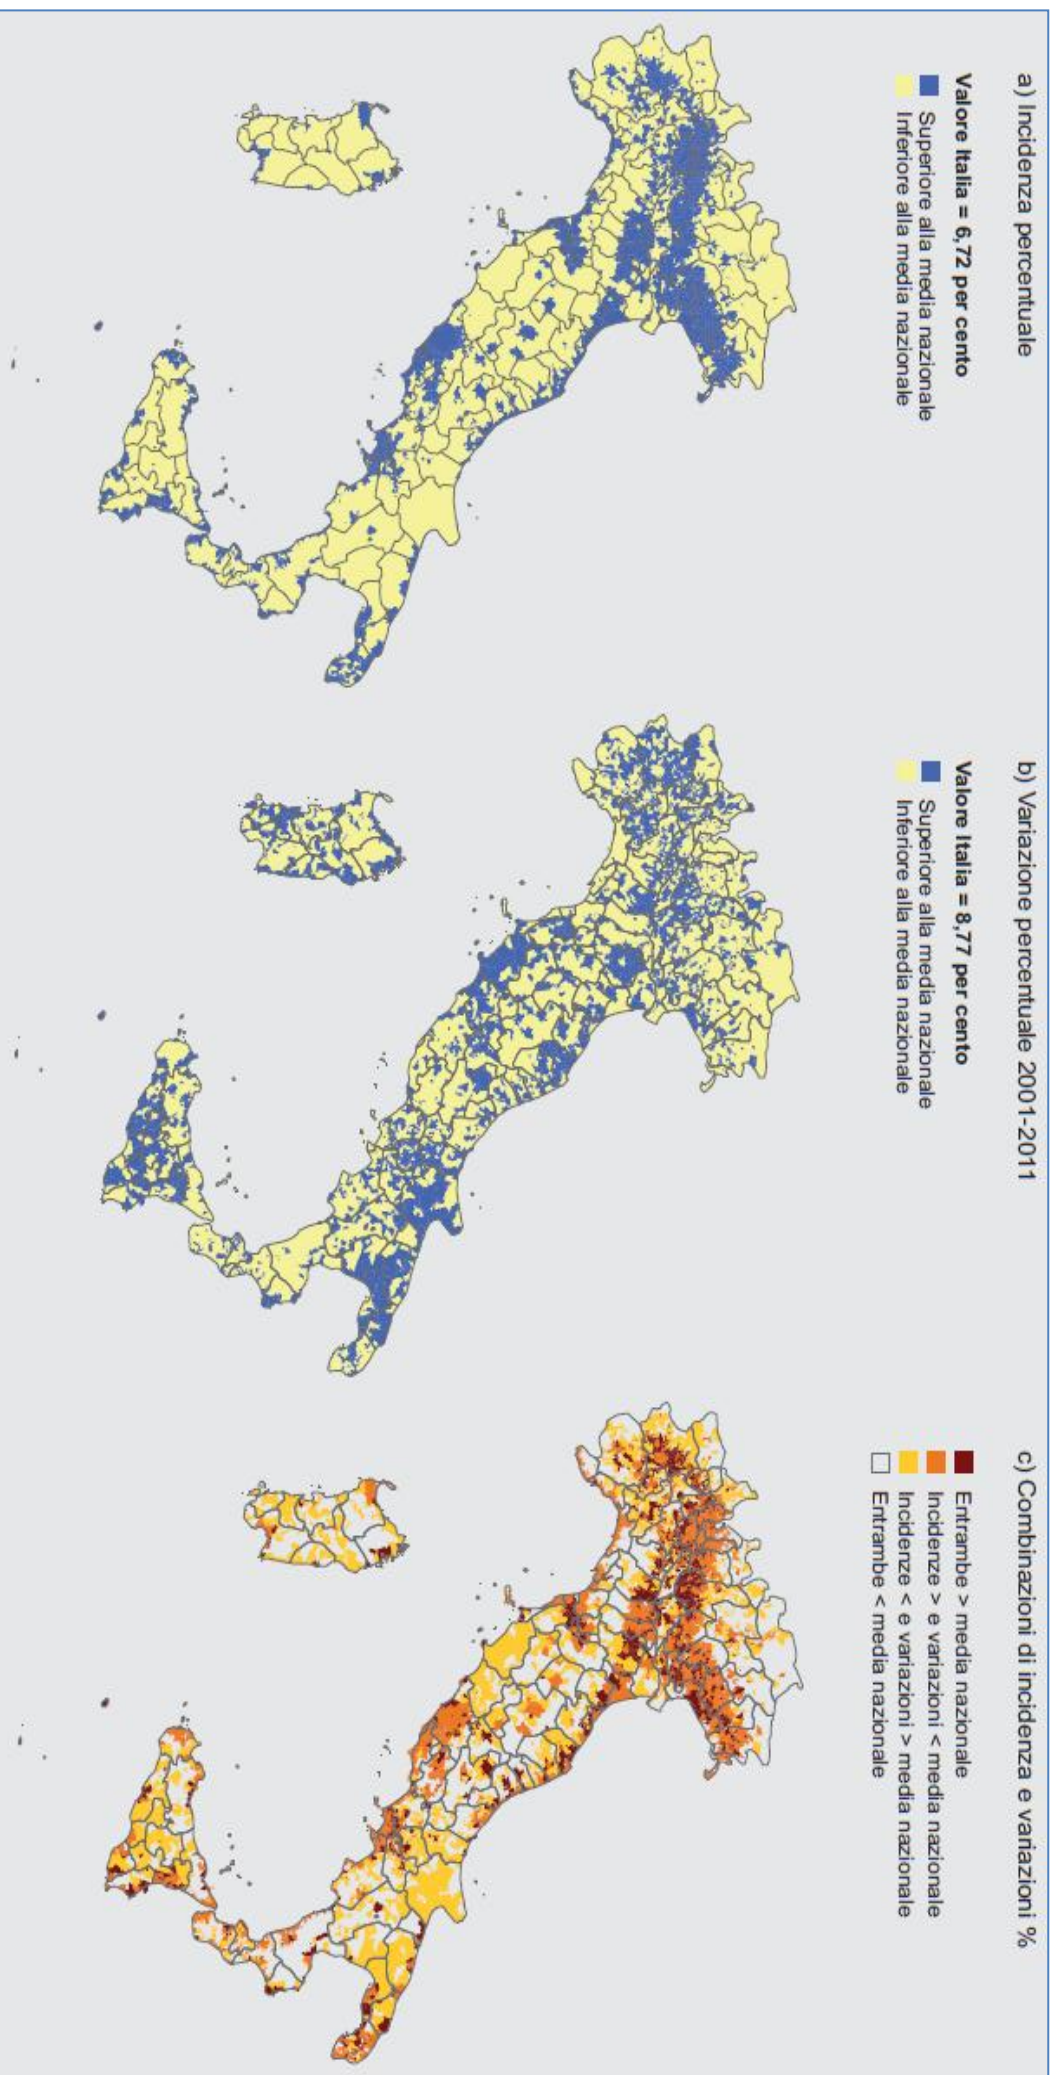 a) Incidenza percentuale
Valore Italia = 6,72 per cento
Superiore alla media nazionale
Inferiore alla media nazionale
b) Variazione percentuale 2001-2011
Valore Italia = 8,77 per cento
Superiore alla media nazionale
Inferiore alla media nazionale
c) Combinazioni di incidenza e variazioni %
Entrambe > media nazionale
Incidenze > e variazioni < media nazionale
Incidenze < e variazioni > media nazionale
Entrambe < media nazionale